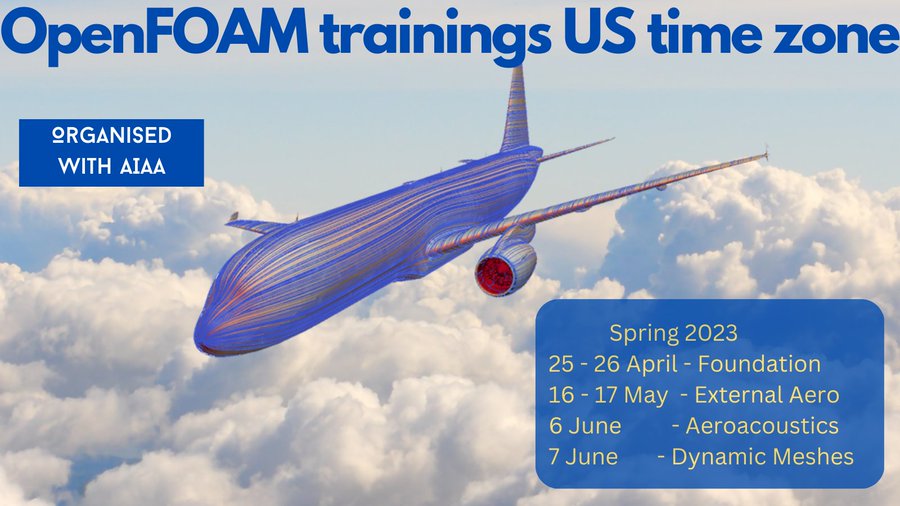 OpenFOAM trainings US time zone
ORGANISED
WITH AIAA
Spring 2023
25 - 26 April - Foundation
16 - 17 May - External Aero
6 June - Aeroacoustics
7 June - Dynamic Meshes